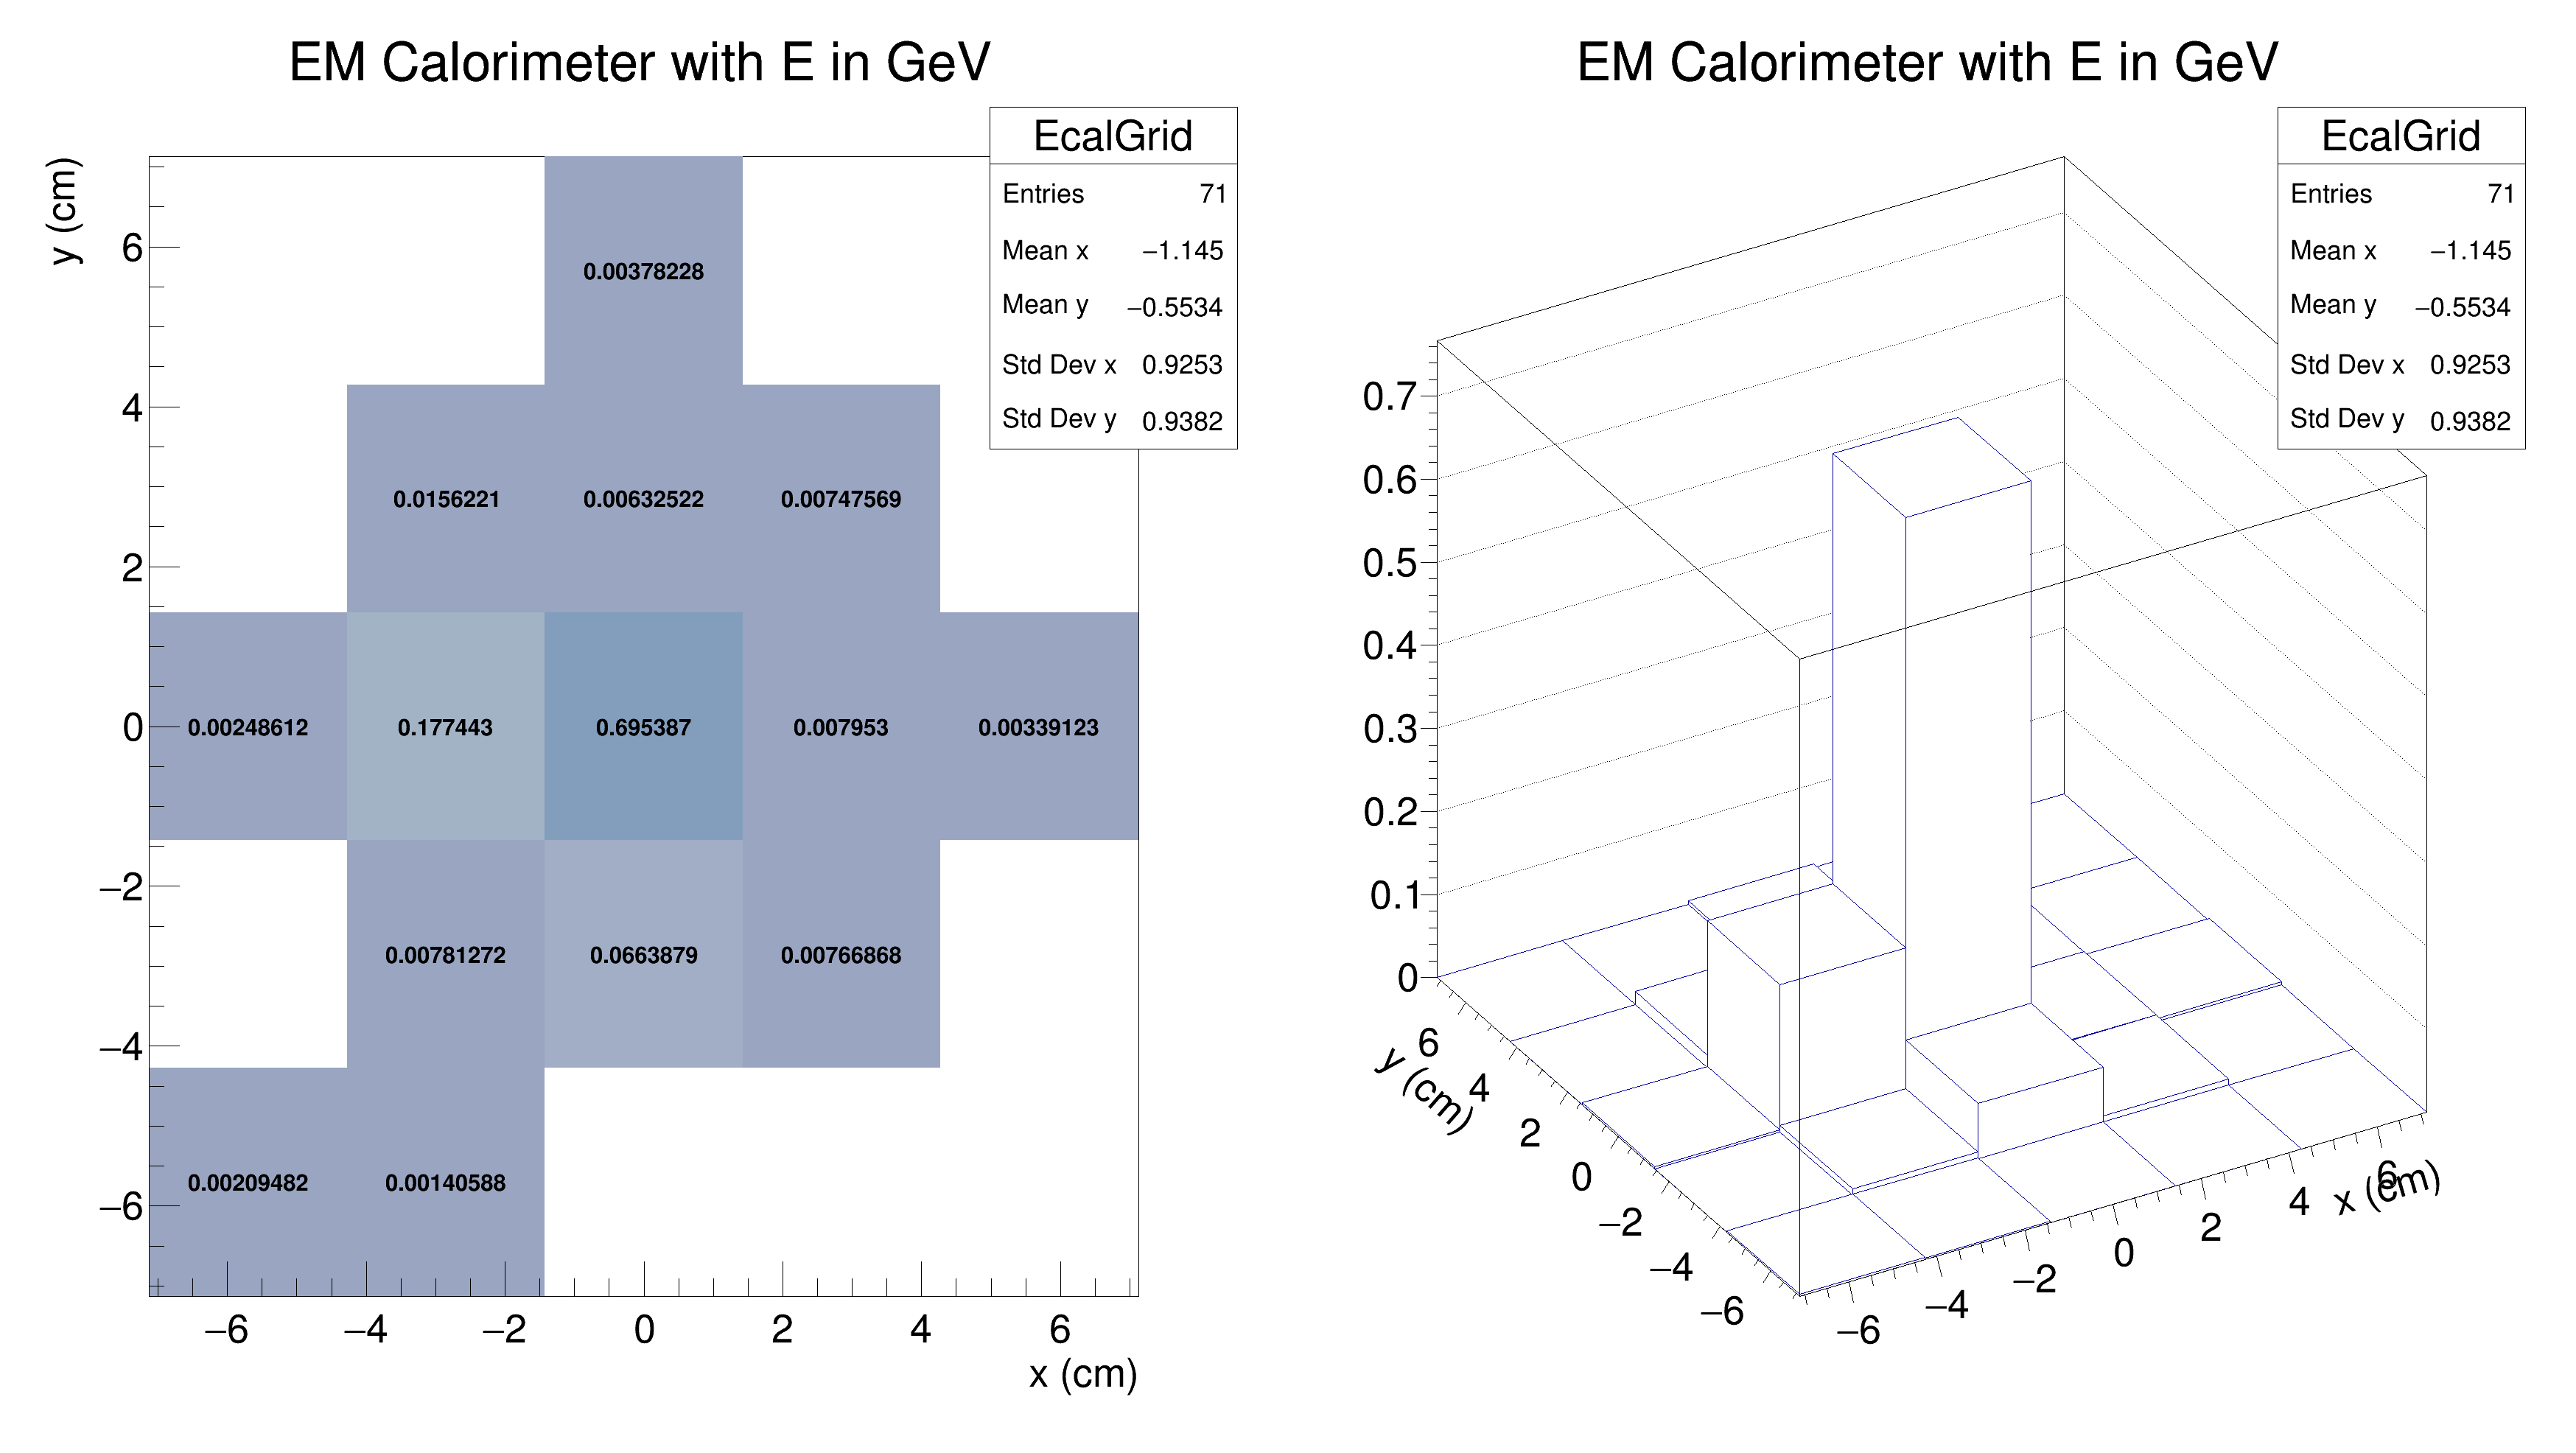 EM Calorimeter with E in GeV
EcalGrid
Entries 71
Mean x −1.145
Mean y −0.5534
Std Dev x 0.9253
Std Dev y 0.9382
y (cm)
6
4
2
0
−2
−4
−6
0.00378228
0.0156221 0.00632522 0.00747569
0.00248612 0.177443 0.695387 0.007953 0.00339123
0.00781272 0.0663879 0.00766868
0.00209482 0.00140588
−6 −4 −2 0 2 4 6
x (cm)
EM Calorimeter with E in GeV
EcalGrid
Entries 71
Mean x −1.145
Mean y −0.5534
Std Dev x 0.9253
Std Dev y 0.9382
0.7
0.6
0.5
0.4
0.3
0.2
0.1
0
y (cm)
6
4
2
0
−2
−4
−6
−6 −4 −2 0 2 4 6
x (cm)